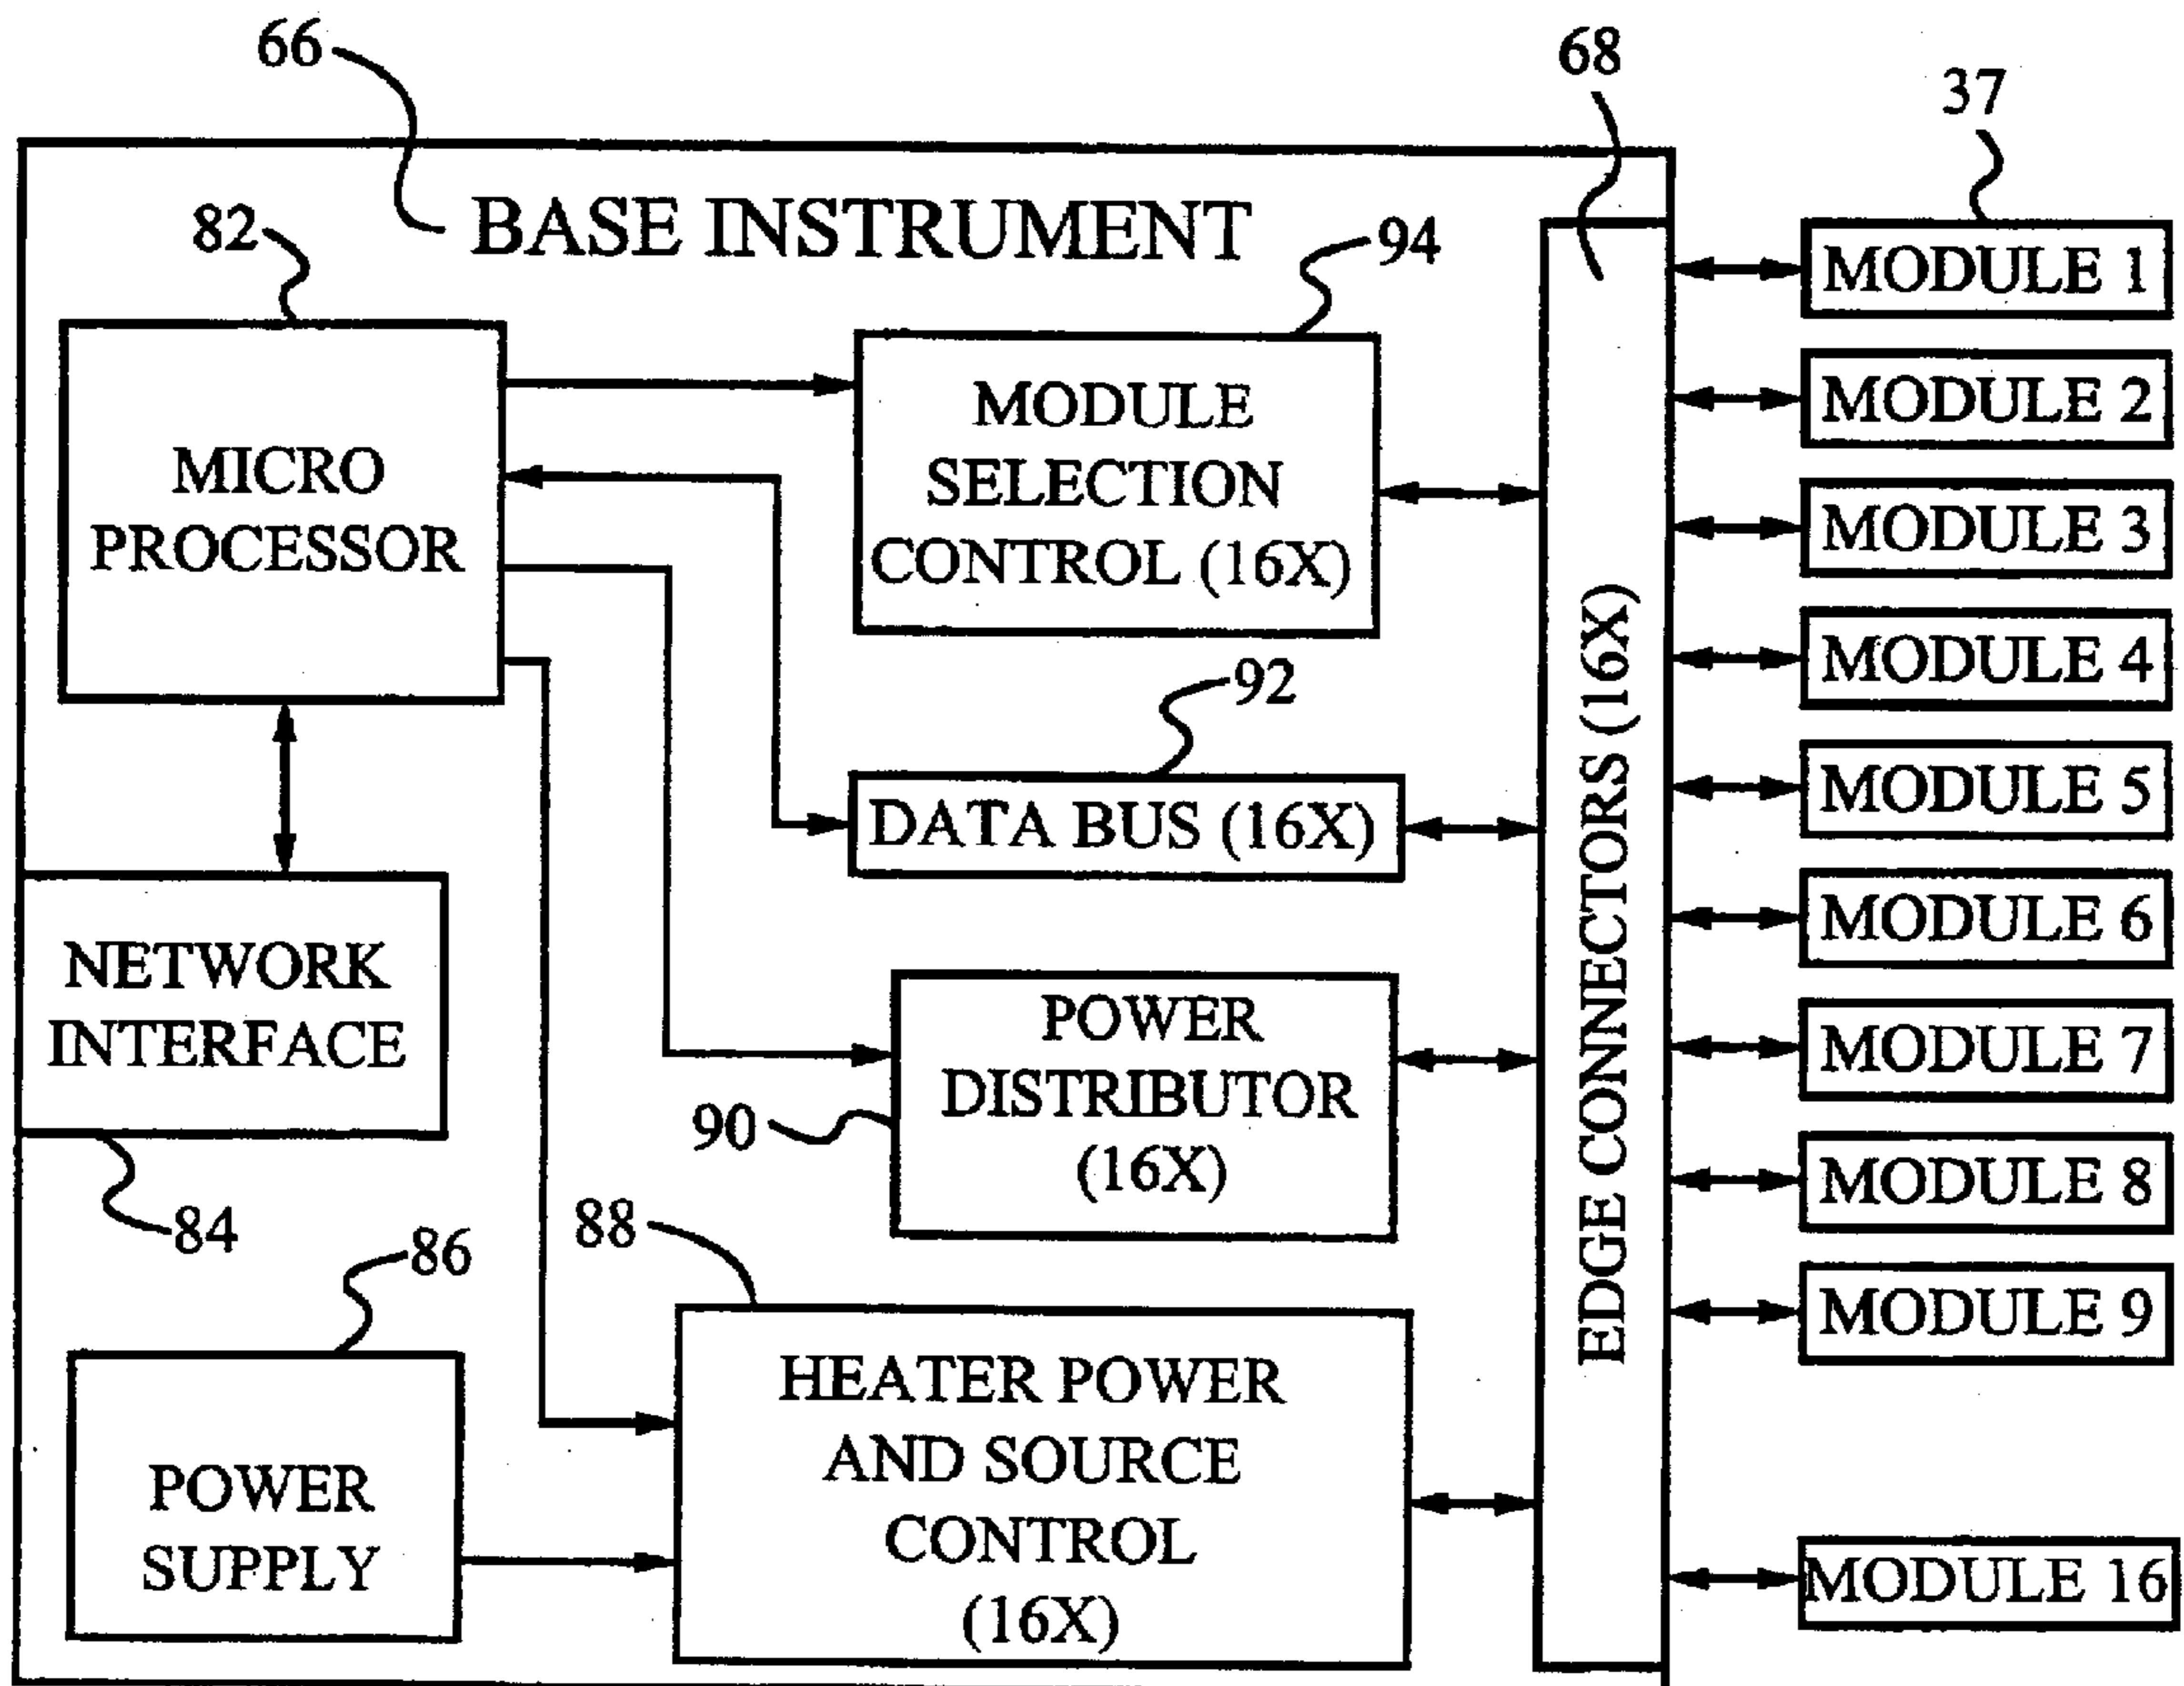 66
68
37
BASE INSTRUMENT
82
94
MICRO
PROCESSOR
MODULE
SELECTION
CONTROL (16X)
92
DATA BUS (16X)
NETWORK
INTERFACE
84
POWER
DISTRIBUTOR
(16X)
90
86
POWER
SUPPLY
88
HEATER POWER
AND SOURCE
CONTROL
(16X)
EDGE CONNECTORS (16X)
MODULE 1
MODULE 2
MODULE 3
MODULE 4
MODULE 5
MODULE 6
MODULE 7
MODULE 8
MODULE 9
MODULE 16